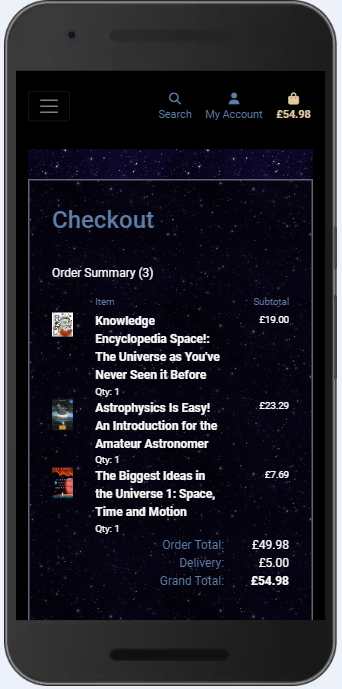 Search
My Account
£54.98
Checkout
Order Summary (3)
Item Subtotal
Knowledge £19.00
Encyclopedia Space!:
The Universe as You've
Never Seen it Before
Qty: 1
Astrophysics Is Easy! £23.29
An Introduction for the
Amateur Astronomer
Qty: 1
The Biggest Ideas in £7.69
the Universe 1: Space,
Time and Motion
Qty: 1
Order Total: £49.98
Delivery: £5.00
Grand Total: £54.98